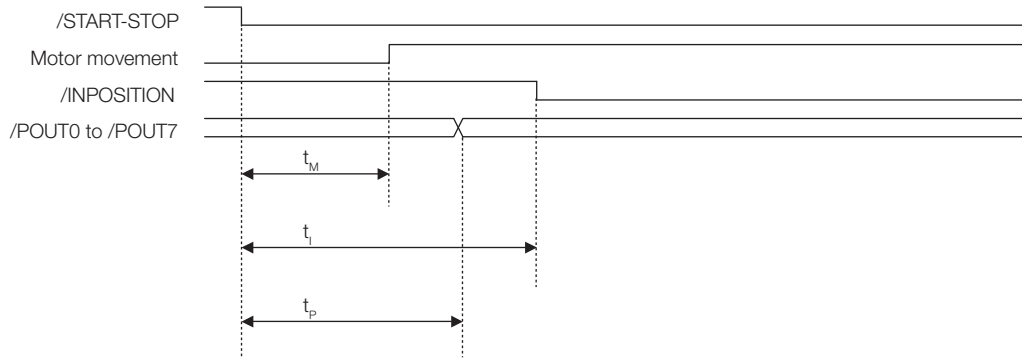 /START-STOP
Motor movement
/INPOSITION
/POUT0 to /POUT7
tM
tI
tP